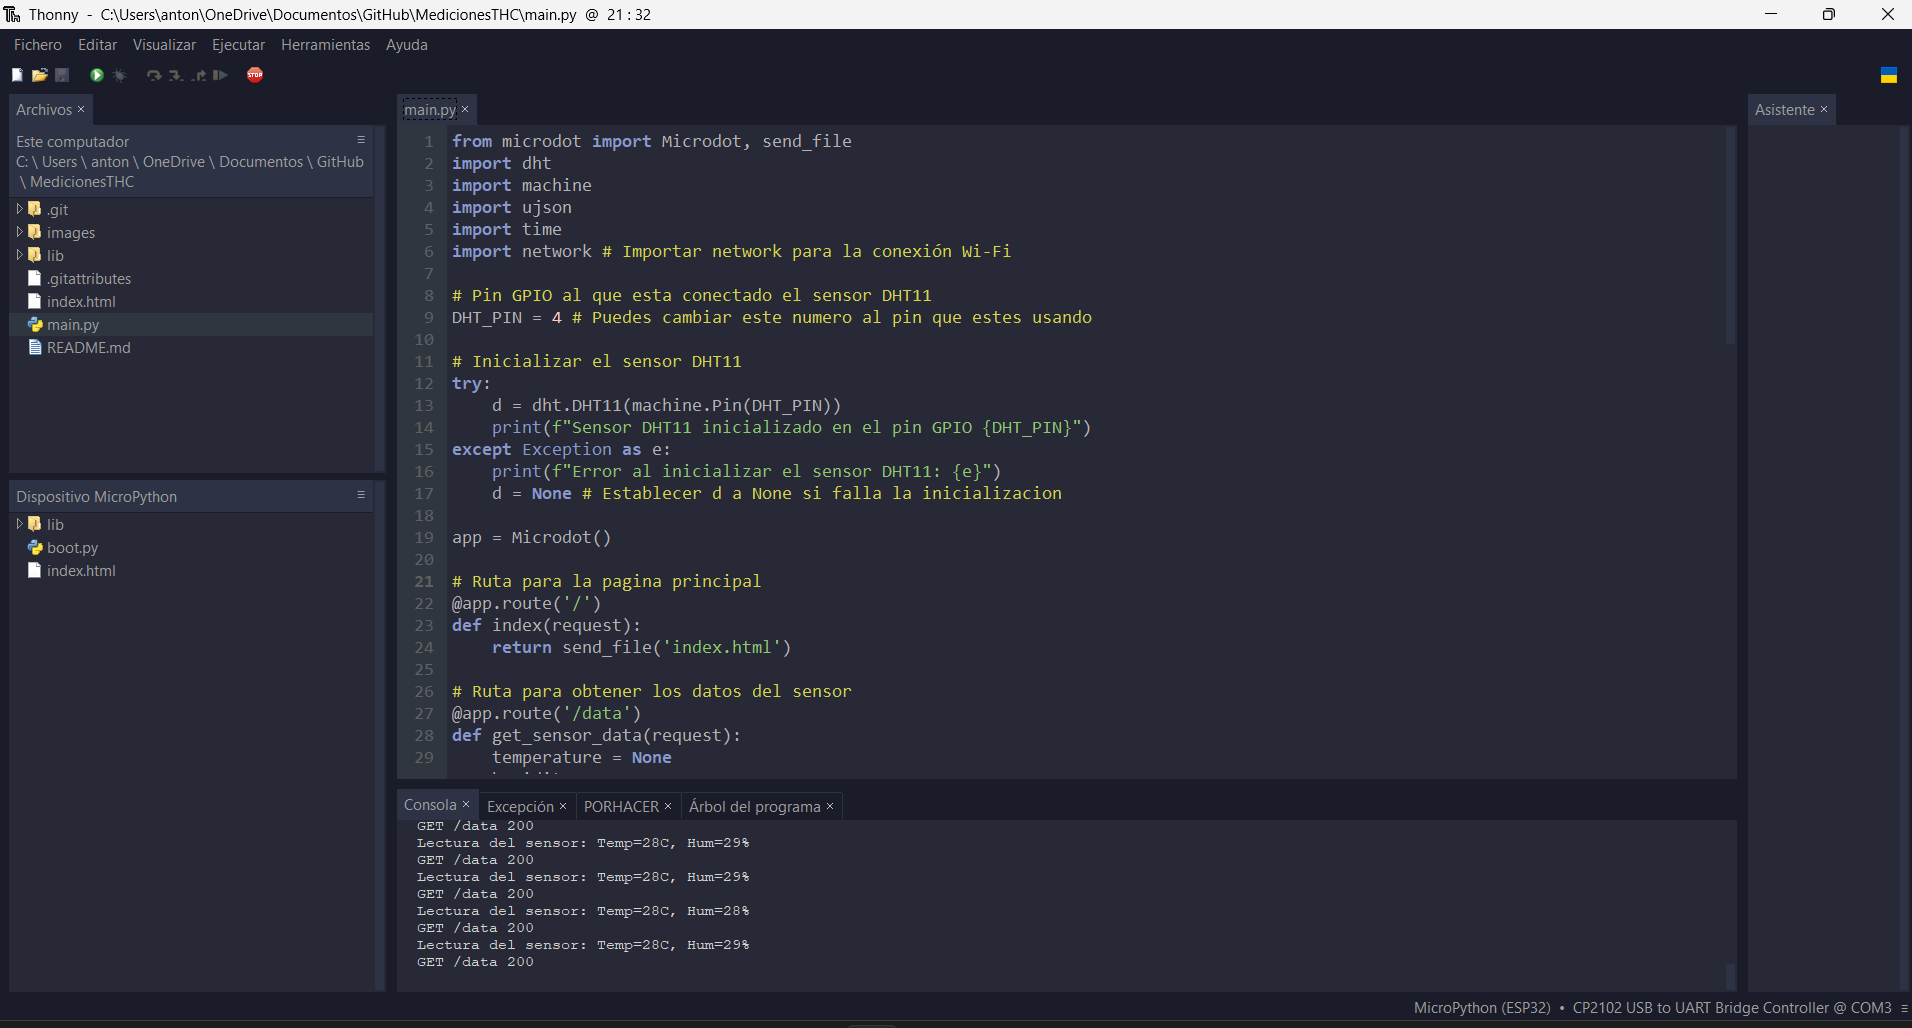 Thonny - C:\Users\anton\OneDrive\Documentos\GitHub\MedicionesTHC\main.py @ 21 : 32
Fichero Editar Visualizar Ejecutar Herramientas Ayuda
STOP
Archivos ×
Este computador
C: \ Users \ anton \ OneDrive \ Documentos \ GitHub
\ MedicionesTHC
.git
images
lib
.gitattributes
index.html
main.py
README.md
Dispositivo MicroPython
lib
boot.py
index.html
main.py ×
1 from microdot import Microdot, send_file
2 import dht
3 import machine
4 import ujson
5 import time
6 import network # Importar network para la conexión Wi-Fi
7
8 # Pin GPIO al que esta conectado el sensor DHT11
9 DHT_PIN = 4 # Puedes cambiar este numero al pin que estes usando
10
11 # Inicializar el sensor DHT11
12 try:
13     d = dht.DHT11(machine.Pin(DHT_PIN))
14     print(f"Sensor DHT11 inicializado en el pin GPIO {DHT_PIN}")
15 except Exception as e:
16     print(f"Error al inicializar el sensor DHT11: {e}")
17     d = None # Establecer d a None si falla la inicializacion
18
19 app = Microdot()
20
21 # Ruta para la pagina principal
22 @app.route('/')
23 def index(request):
24     return send_file('index.html')
25
26 # Ruta para obtener los datos del sensor
27 @app.route('/data')
28 def get_sensor_data(request):
29     temperature = None
Consola × Excepción × PORHACER × Árbol del programa ×
GET /data 200
Lectura del sensor: Temp=28C, Hum=29%
GET /data 200
Lectura del sensor: Temp=28C, Hum=29%
GET /data 200
Lectura del sensor: Temp=28C, Hum=28%
GET /data 200
Lectura del sensor: Temp=28C, Hum=29%
GET /data 200
Asistente ×
MicroPython (ESP32) • CP2102 USB to UART Bridge Controller @ COM3